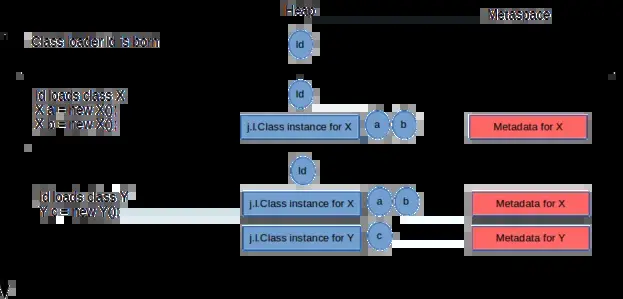 Heap
Metaspace
Class loader ld is born
ld
ld loads class X
X a = new X();
X b = new X();
ld
j.l.Class instance for X
a
b
Metadata for X
ld loads class Y
Y c = new Y();
ld
j.l.Class instance for X
a
b
Metadata for X
j.l.Class instance for Y
c
Metadata for Y